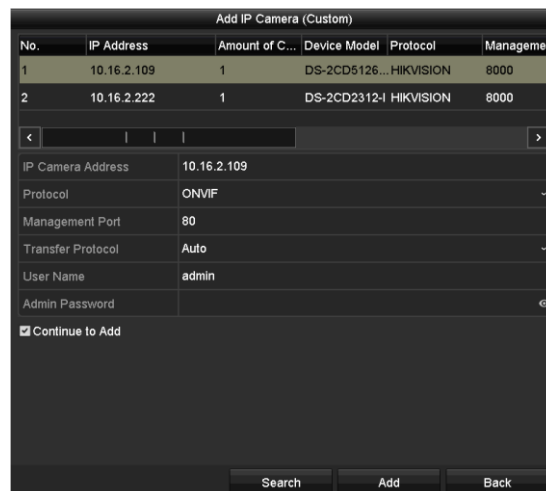 Add IP Camera (Custom)
No. IP Address Amount of C... Device Model Protocol Manageme
1 10.16.2.109 1 DS-2CD5126... HIKVISION 8000
2 10.16.2.222 1 DS-2CD2312-I HIKVISION 8000
IP Camera Address 10.16.2.109
Protocol ONVIF
Management Port 80
Transfer Protocol Auto
User Name admin
Admin Password
Continue to Add
Search Add Back